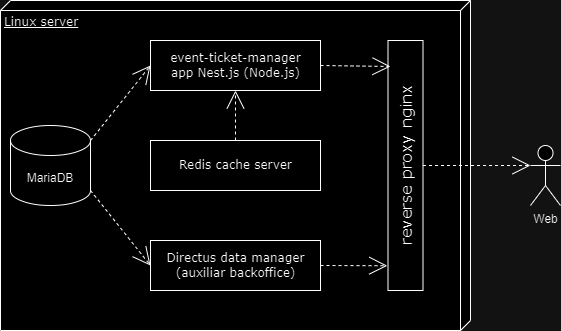 Linux server
event-ticket-manager
app Nest.js (Node.js)
Redis cache server
MariaDB
Directus data manager
(auxiliar backoffice)
reverse proxy nginx
Web